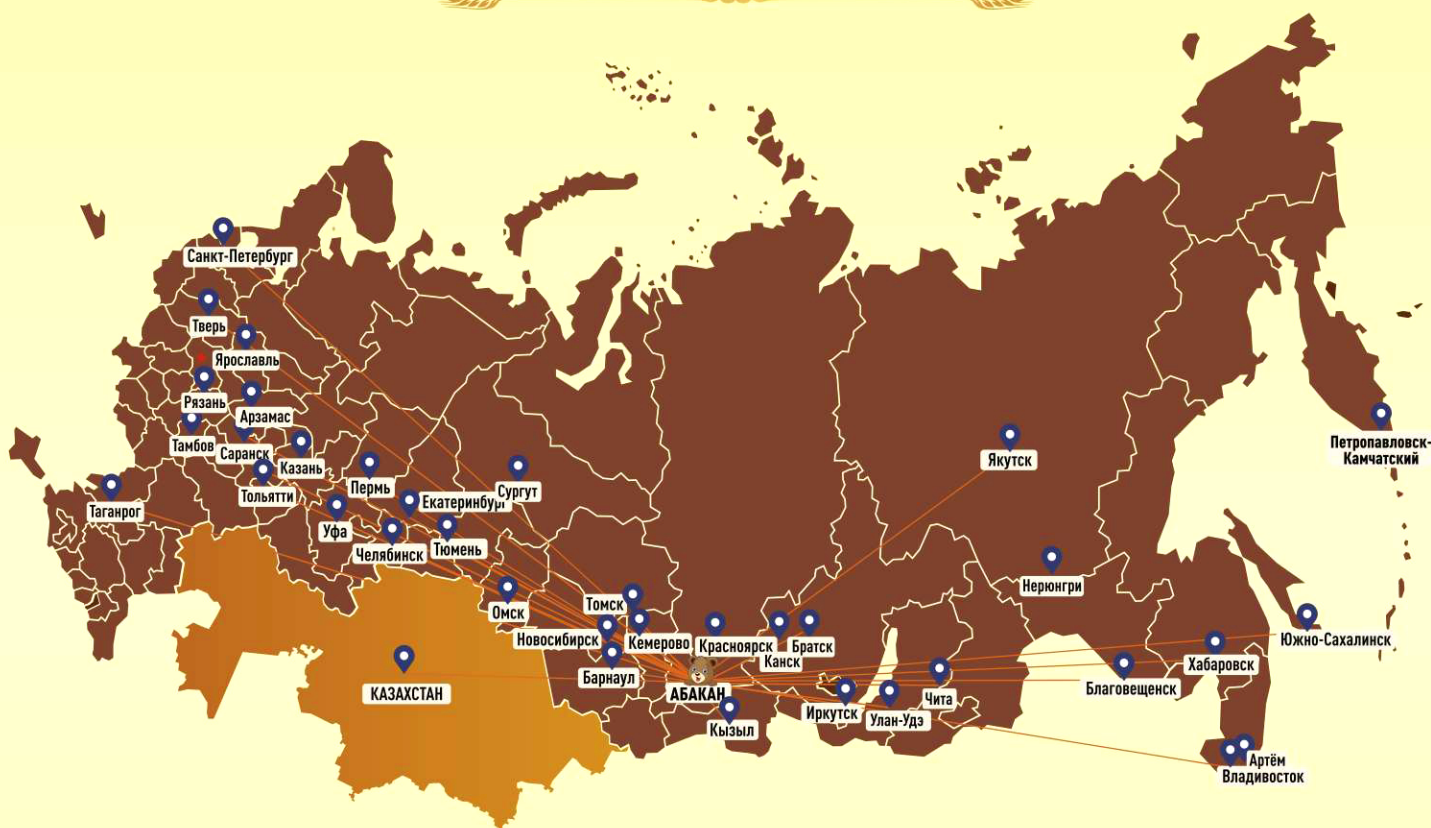 Санкт-Петербург
Тверь
Ярославль
Рязань
Арзамас
Тамбов
Саранск
Казань
Тольятти
Таганрог
Пермь
Екатеринбург
Сургут
Уфа
Челябинск
Тюмень
Якутск
Петропавловск-
Камчатский
Нерюнгри
Омск
Томск
Новосибирск
Кемерово
Красноярск
Канск
Братск
Барнаул
АБАКАН
КАЗАХСТАН
Кызыл
Иркутск
Улан-Удэ
Чита
Благовещенск
Хабаровск
Южно-Сахалинск
Артём
Владивосток